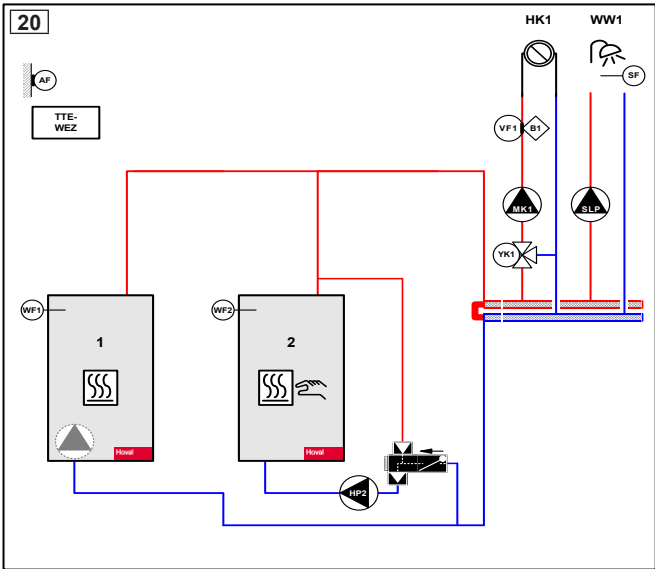 20
HK1
WW1
AF
SF
TTE-
WEZ
VF1
B1
MK1
SLP
YK1
WF1
WF2
1
2
Hoval
Hoval
HP2